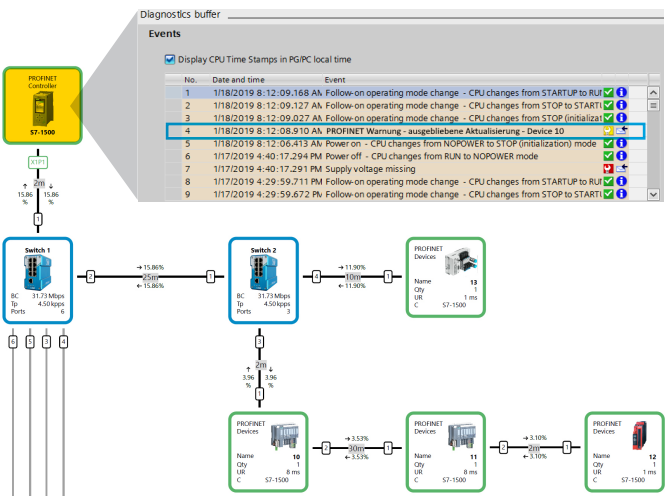 Diagnostics buffer
Events
Display CPU Time Stamps in PG/PC local time
No. Date and time Event
1 1/18/2019 8:12:09.168 AM Follow-on operating mode change - CPU changes from STARTUP to RUN
2 1/18/2019 8:12:09.127 AM Follow-on operating mode change - CPU changes from STOP to STARTU
3 1/18/2019 8:12:09.027 AM Follow-on operating mode change - CPU changes from STOP (initializat
4 1/18/2019 8:12:08.910 AM PROFINET Warnung - ausgebliebene Aktualisierung - Device 10
5 1/18/2019 8:12:06.413 AM Power on - CPU changes from NOPOWER to STOP (initialization) mode
6 1/17/2019 4:40:17.294 PM Power off - CPU changes from RUN to NOPOWER mode
7 1/17/2019 4:40:17.291 PM Supply voltage missing
8 1/17/2019 4:29:59.711 PM Follow-on operating mode change - CPU changes from STARTUP to RUN
9 1/17/2019 4:29:59.672 PM Follow-on operating mode change - CPU changes from STOP to STARTU
PROFINET
Controller
S7-1500
X1P1
↑ 2m ↓
15.86 15.86
% %
1
Switch 1
BC 31.73 Mbps
Tp 4.50 kpps
Ports 6
2
→ 15.86%
25m
← 15.86%
1
Switch 2
BC 31.73 Mbps
Tp 4.50 kpps
Ports 3
4
→ 11.90%
10m
← 11.90%
1
PROFINET
Devices
Name 13
Qty 1
UR 1 ms
C S7-1500
6 5 3 4
3
↑ 2m ↓
3.96 3.96
% %
1
PROFINET
Devices
Name 10
Qty 1
UR 8 ms
C S7-1500
2
→ 3.53%
30m
← 3.53%
1
PROFINET
Devices
Name 11
Qty 1
UR 8 ms
C S7-1500
2
→ 3.10%
2m
← 3.10%
1
PROFINET
Devices
Name 12
Qty 1
UR 1 ms
C S7-1500